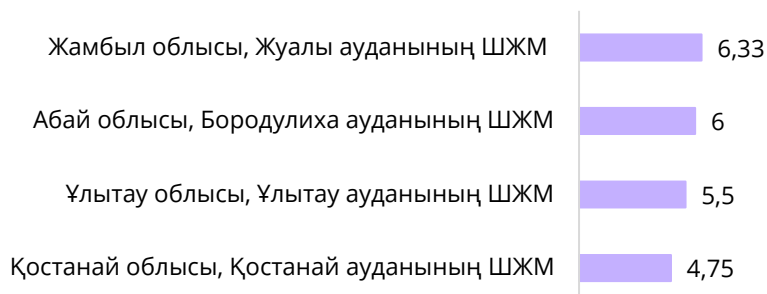 Жамбыл облысы, Жуалы ауданының ШЖМ 6,33
Абай облысы, Бородулиха ауданының ШЖМ 6
Ұлытау облысы, Ұлытау ауданының ШЖМ 5,5
Қостанай облысы, Қостанай ауданының ШЖМ 4,75